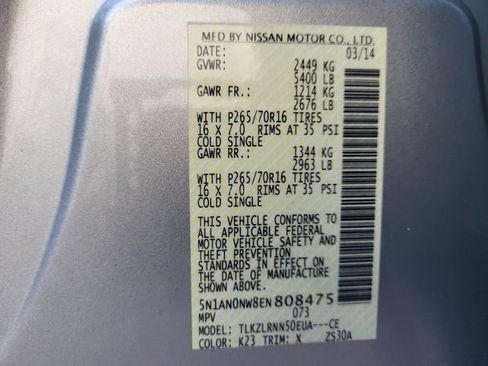 MFD BY NISSAN MOTOR CO., LTD.
DATE: 03/14
GVWR: 2449 KG
5400 LB
GAWR FR.: 1214 KG
2676 LB
WITH P265/70R16 TIRES
16 X 7.0 RIMS AT 35 PSI
COLD SINGLE
GAWR RR.: 1344 KG
2963 LB
WITH P265/70R16 TIRES
16 X 7.0 RIMS AT 35 PSI
COLD SINGLE
THIS VEHICLE CONFORMS TO
ALL APPLICABLE FEDERAL
MOTOR VEHICLE SAFETY AND
THEFT PREVENTION
STANDARDS IN EFFECT ON
THE DATE OF MANUFACTURE
SHOWN ABOVE.
5N1AN0NW8EN808475
MPV 073
MODEL: TLKZLRNN50EUA---CE
COLOR: K23 TRIM: X ZS30A